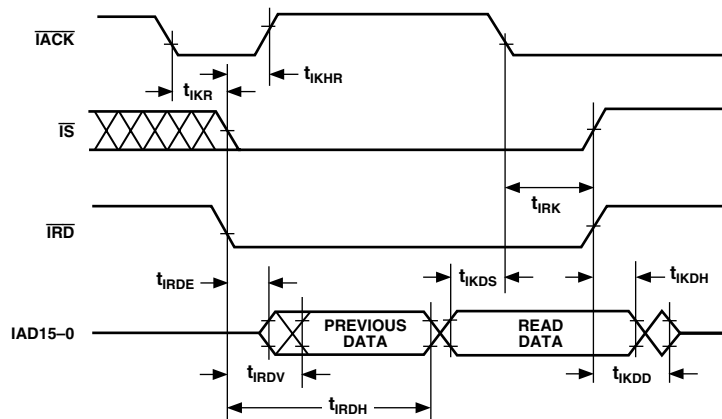 IACK
tIKR
tIKHR
IS
tIRK
IRD
tIRDE
tIKDS
tIKDH
IAD15–0
PREVIOUS DATA
READ DATA
tIRDV
tIKDD
tIRDH